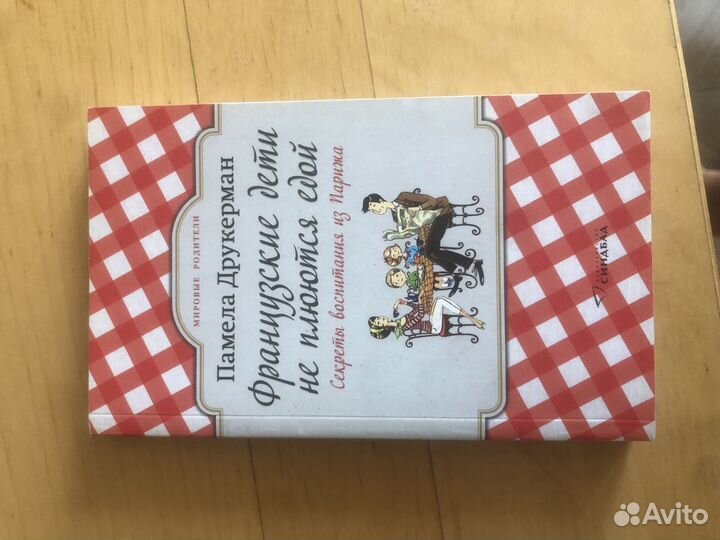 МИРОВЫЕ РОДИТЕЛИ
Памела Друкерман
Французские дети
не плюются едой
Секреты воспитания из Парижа
СИНДБАД
Avito